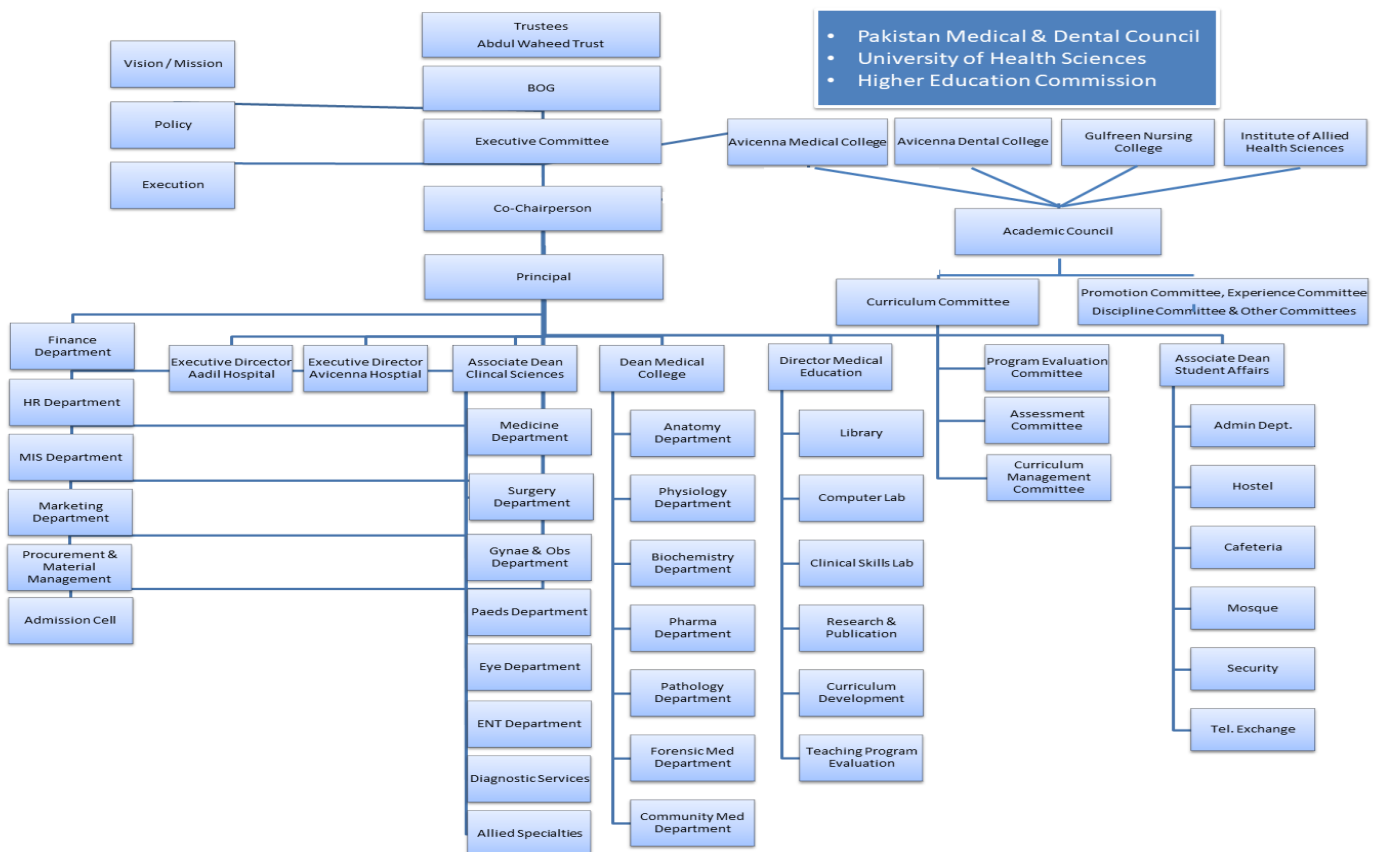 Trustees
Abdul Waheed Trust
• Pakistan Medical & Dental Council
• University of Health Sciences
• Higher Education Commission
Vision / Mission
BOG
Policy
Executive Committee
Avicenna Medical College
Avicenna Dental College
Gulfreen Nursing
College
Institute of Allied
Health Sciences
Execution
Co-Chairperson
Academic Council
Principal
Curriculum Committee
Promotion Committee, Experience Committee
Discipline Committee & Other Committees
Finance
Department
HR Department
MIS Department
Marketing
Department
Procurement &
Material
Management
Admission Cell
Executive Dircector
Aadil Hospital
Executive Director
Avicenna Hosptial
Associate Dean
Clincal Sciences
Medicine
Department
Surgery
Department
Gynae & Obs
Department
Paeds Department
Eye Department
ENT Department
Diagnostic Services
Allied Specialties
Dean Medical
College
Anatomy
Department
Physiology
Department
Biochemistry
Department
Pharma
Department
Pathology
Department
Forensic Med
Department
Community Med
Department
Director Medical
Education
Library
Computer Lab
Clinical Skills Lab
Research &
Publication
Curriculum
Development
Teaching Program
Evaluation
Program Evaluation
Committee
Assessment
Committee
Curriculum
Management
Committee
Associate Dean
Student Affairs
Admin Dept.
Hostel
Cafeteria
Mosque
Security
Tel. Exchange